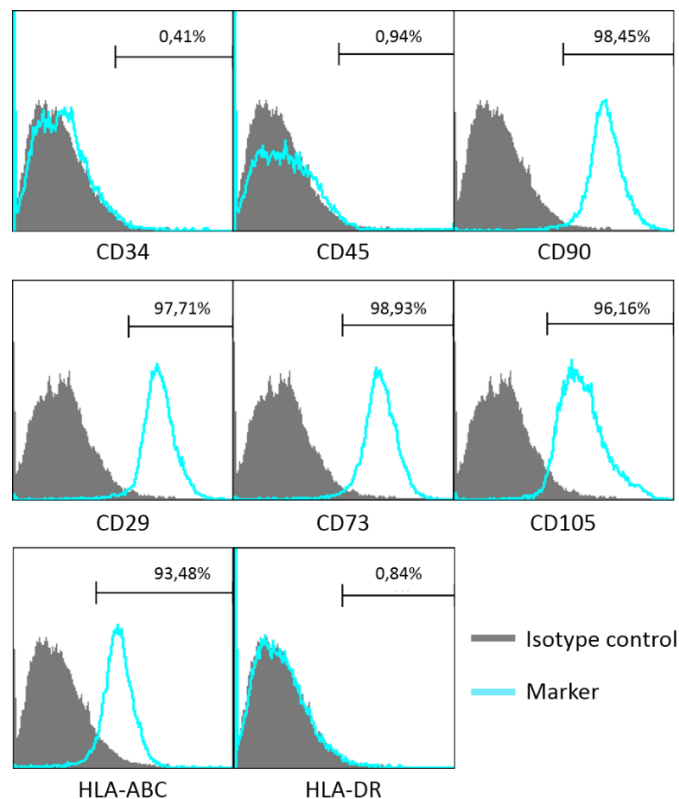 0,41%
0,94%
98,45%
CD34
CD45
CD90
97,71%
98,93%
96,16%
CD29
CD73
CD105
93,48%
0,84%
Isotype control
Marker
HLA-ABC
HLA-DR